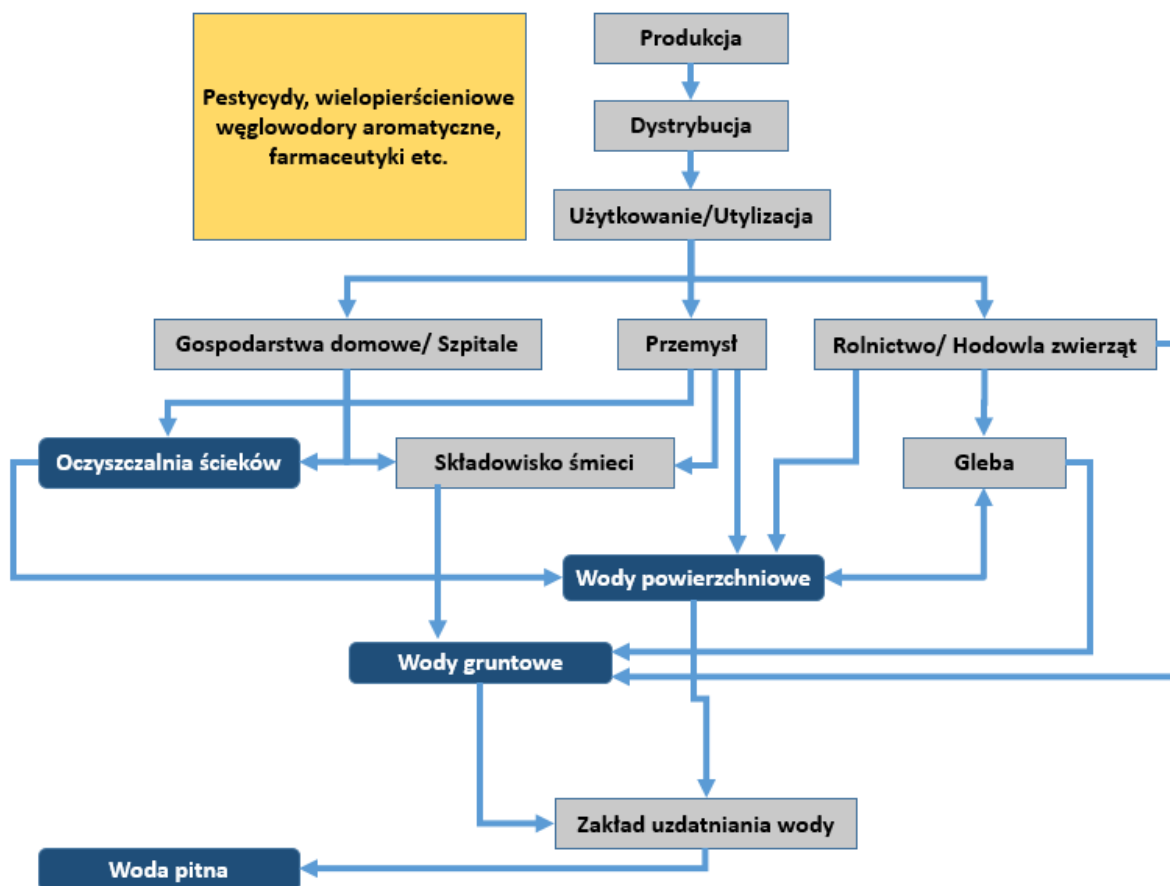 Pestycydy, wielopierścieniowe
węglowodory aromatyczne,
farmaceutyki etc.
Produkcja
Dystrybucja
Użytkowanie/Utylizacja
Gospodarstwa domowe/ Szpitale
Przemysł
Rolnictwo/ Hodowla zwierząt
Oczyszczalnia ścieków
Składowisko śmieci
Gleba
Wody powierzchniowe
Wody gruntowe
Zakład uzdatniania wody
Woda pitna